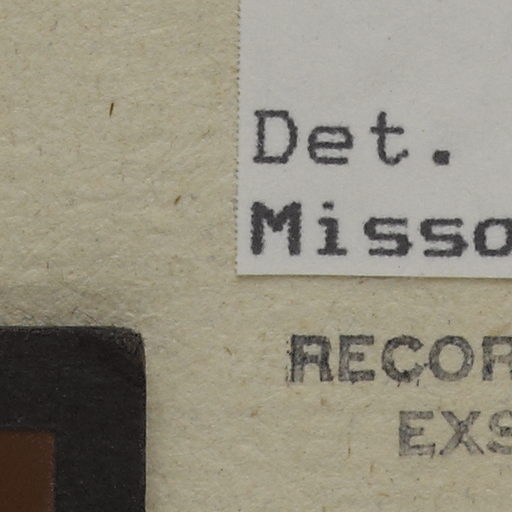 Det.
Misso
RECOR
EXS